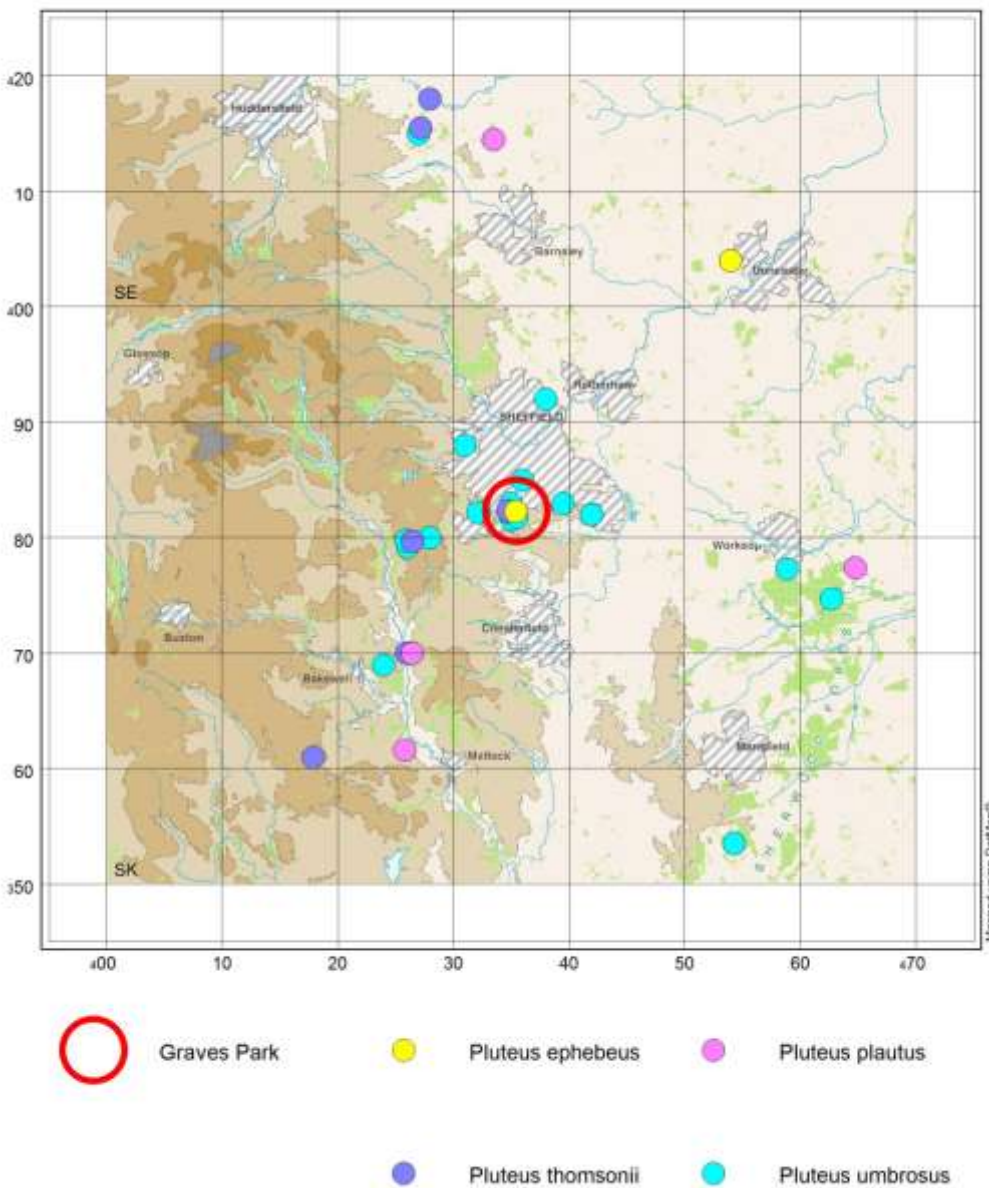 420
Huddersfield
10
Barnsley
Doncaster
SE
400
Glossop
Rotherham
90
SHEFFIELD
80
Worksop
Buxton
Chesterfield
70
Bakewell
Mansfield
Matlock
60
SHERWOOD
SK
350
400 10 20 30 40 50 60 470
Graves Park Pluteus ephebeus Pluteus plautus
Pluteus thomsonii Pluteus umbrosus